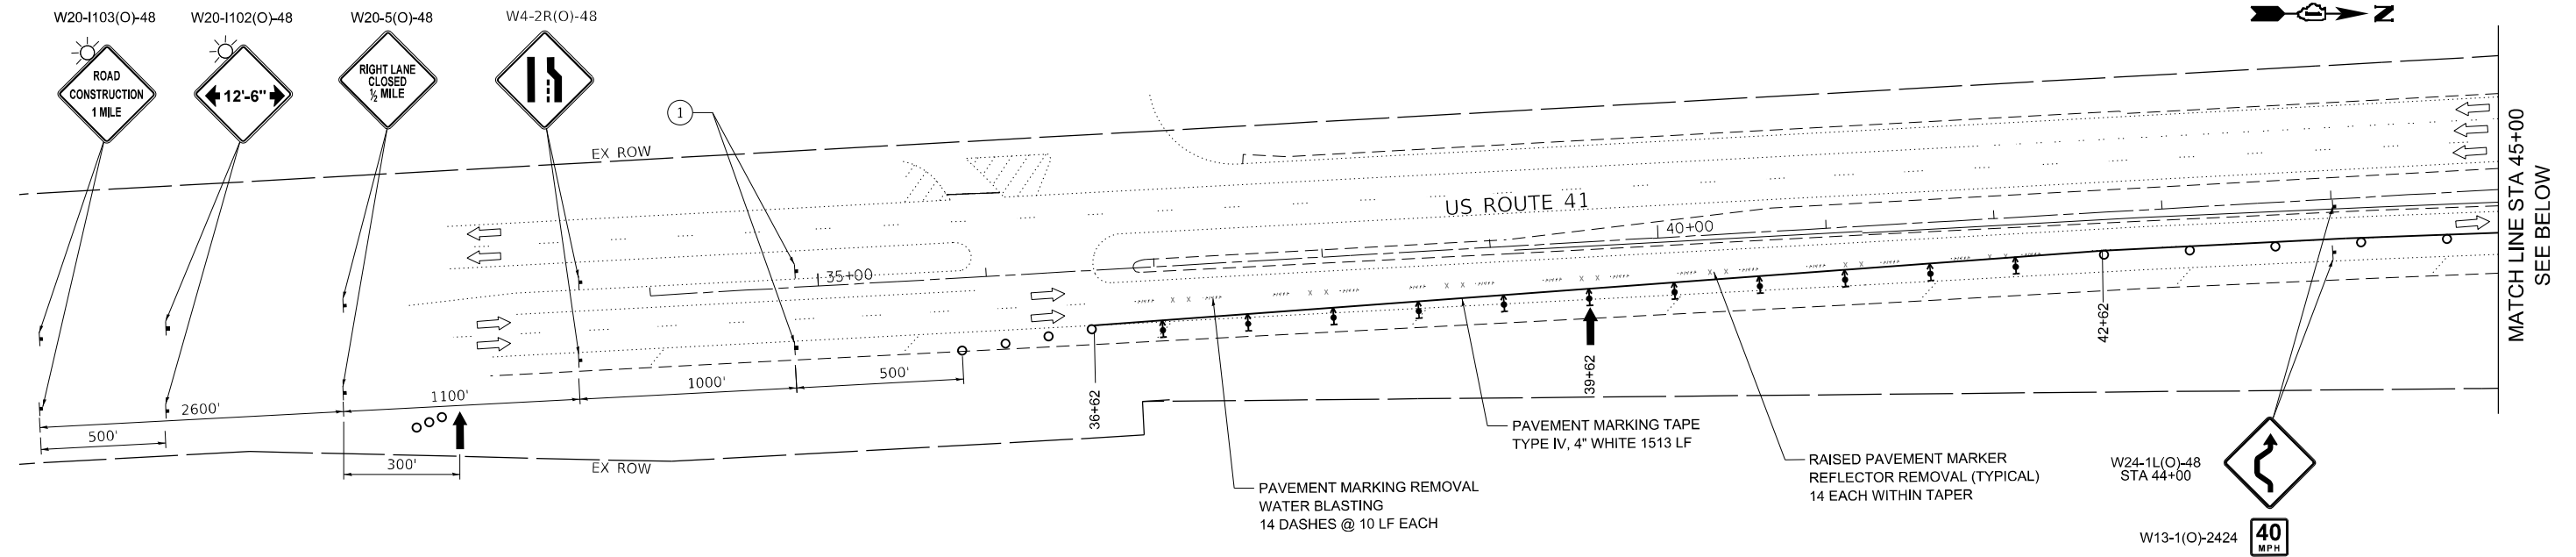 W20-I103(O)-48
W20-I102(O)-48
W20-5(O)-48
W4-2R(O)-48
N
ROAD
CONSTRUCTION
1 MILE
12'-6"
RIGHT LANE
CLOSED
½ MILE
1
EX ROW
US ROUTE 41
35+00
40+00
MATCH LINE STA 45+00
SEE BELOW
2600'
500'
1100'
300'
1000'
500'
36+62
39+62
42+62
EX ROW
PAVEMENT MARKING TAPE
TYPE IV, 4" WHITE 1513 LF
PAVEMENT MARKING REMOVAL
WATER BLASTING
14 DASHES @ 10 LF EACH
RAISED PAVEMENT MARKER
REFLECTOR REMOVAL (TYPICAL)
14 EACH WITHIN TAPER
W24-1L(O)-48
STA 44+00
W13-1(O)-2424
40
MPH